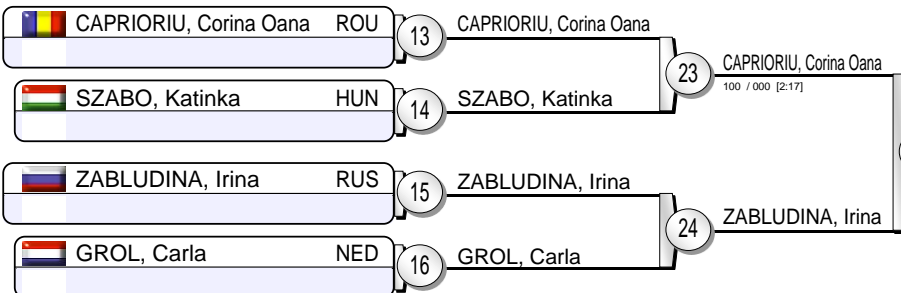 CAPRIORIU, Corina Oana ROU
13
CAPRIORIU, Corina Oana
23
CAPRIORIU, Corina Oana
100 / 000 [2:17]
SZABO, Katinka HUN
14
SZABO, Katinka
ZABLUDINA, Irina RUS
15
ZABLUDINA, Irina
24
ZABLUDINA, Irina
GROL, Carla NED
16
GROL, Carla